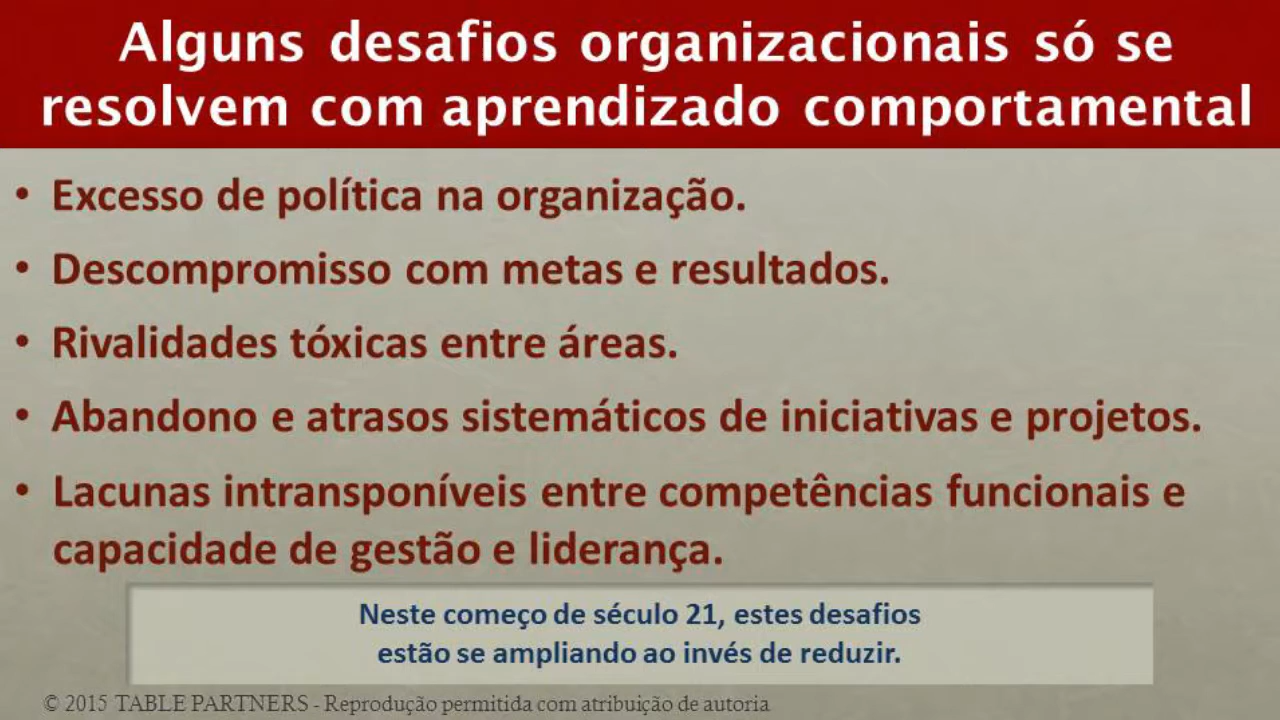 Alguns desafios organizacionais só se
resolvem com aprendizado comportamental
• Excesso de política na organização.
• Descompromisso com metas e resultados.
• Rivalidades tóxicas entre áreas.
• Abandono e atrasos sistemáticos de iniciativas e projetos.
• Lacunas intransponíveis entre competências funcionais e
capacidade de gestão e liderança.
Neste começo de século 21, estes desafios
estão se ampliando ao invés de reduzir.
© 2015 TABLE PARTNERS - Reprodução permitida com atribuição de autoria